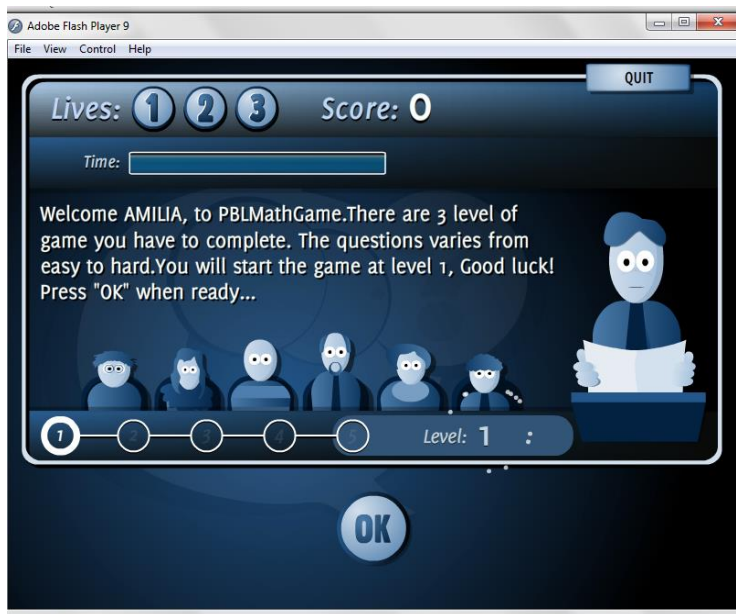 Adobe Flash Player 9
File View Control Help
QUIT
Lives: 1 2 3 Score: 0
Time:
Welcome AMILIA, to PBLMathGame.There are 3 level of
game you have to complete. The questions varies from
easy to hard.You will start the game at level 1, Good luck!
Press "OK" when ready...
1 2 3 4 5 Level: 1 :
OK